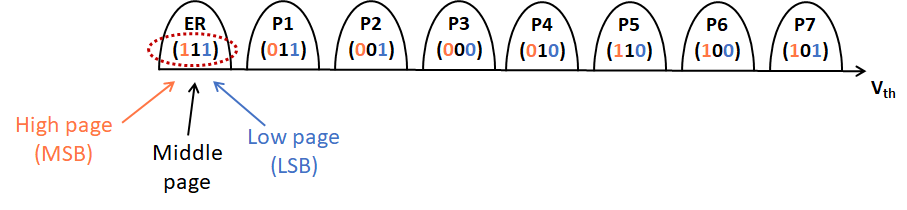 ER P1 P2 P3 P4 P5 P6 P7
(111) (011) (001) (000) (010) (110) (100) (101)
Vth
High page
(MSB)
Middle
page
Low page
(LSB)